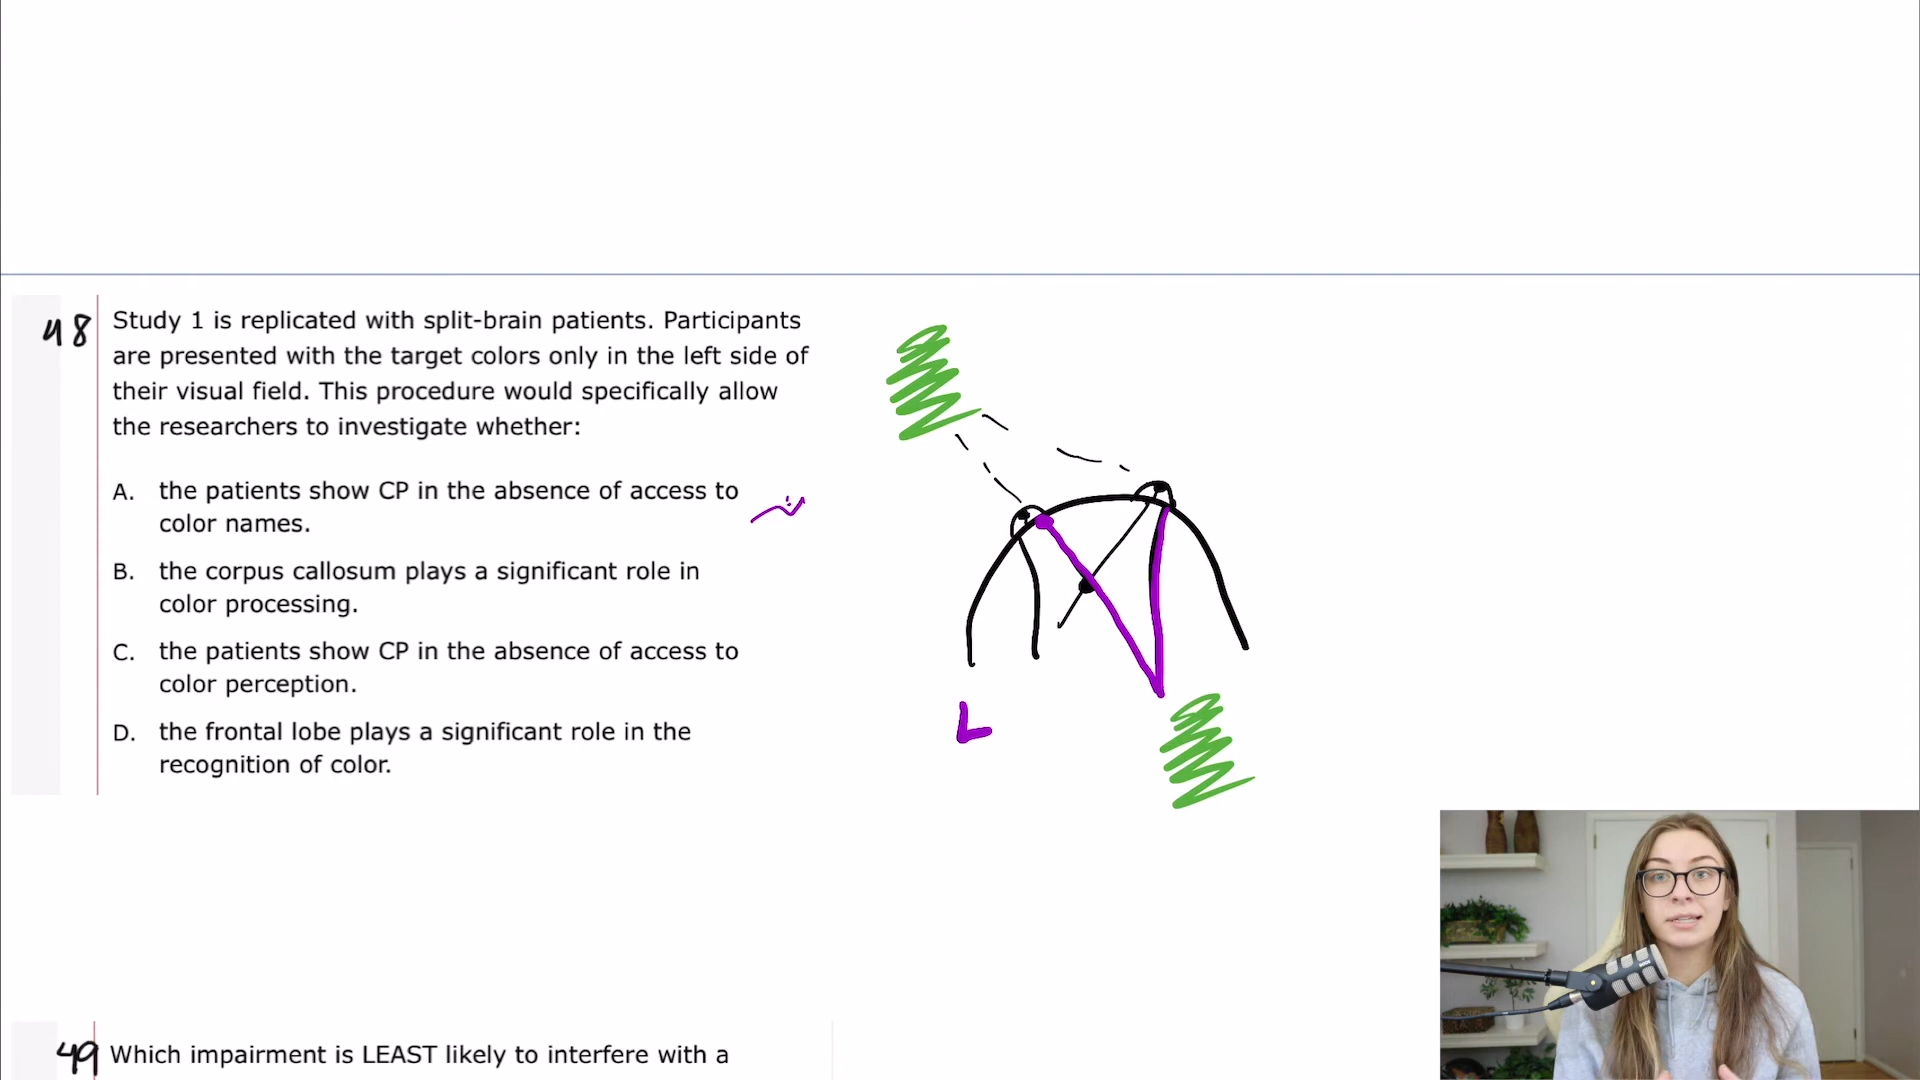 48
Study 1 is replicated with split-brain patients. Participants
are presented with the target colors only in the left side of
their visual field. This procedure would specifically allow
the researchers to investigate whether:
A. the patients show CP in the absence of access to
color names.
B. the corpus callosum plays a significant role in
color processing.
C. the patients show CP in the absence of access to
color perception.
D. the frontal lobe plays a significant role in the
recognition of color.
L
49 Which impairment is LEAST likely to interfere with a